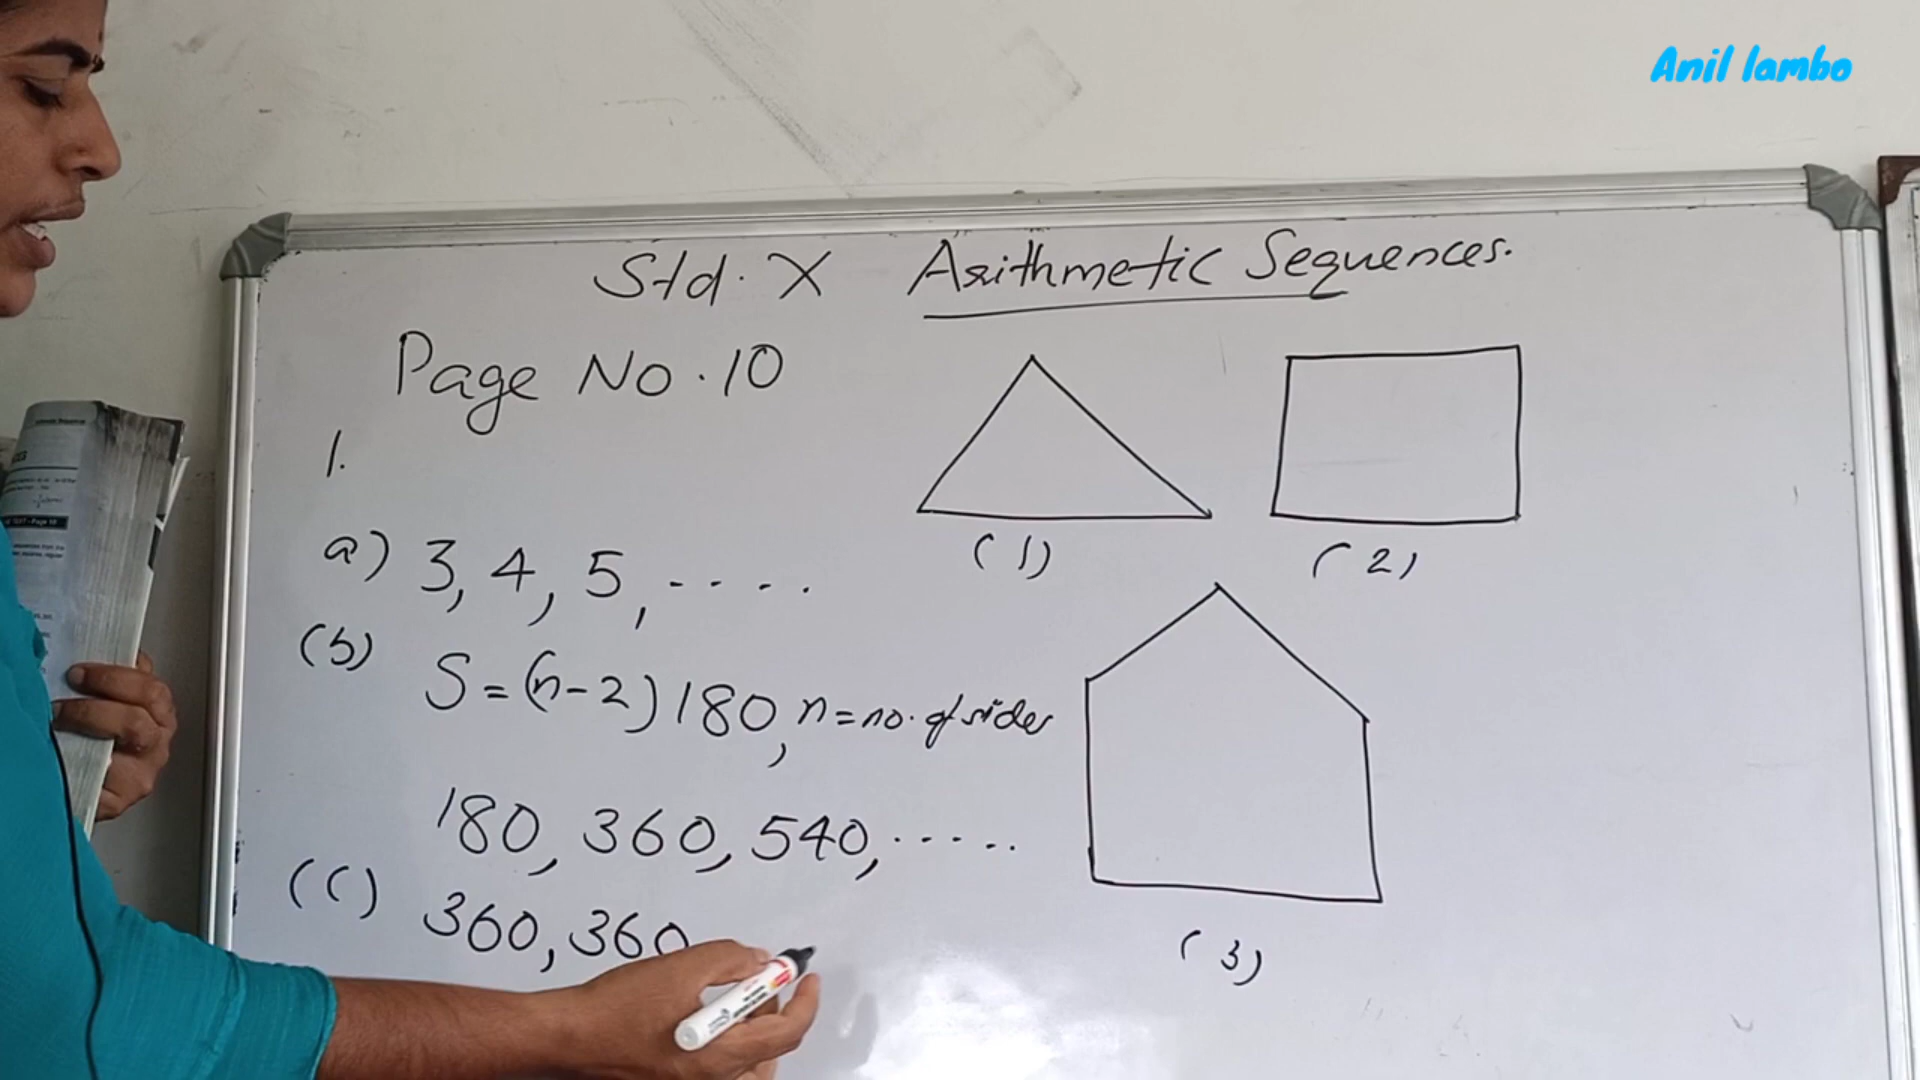 Anil lambo
Std. X Arithmetic Sequences.
Page No. 10
1.
a) 3, 4, 5, ....
(b)
S = (n-2) 180, n = no. of sides
180, 360, 540, .....
(c)
360, 360
(1)
(2)
(3)